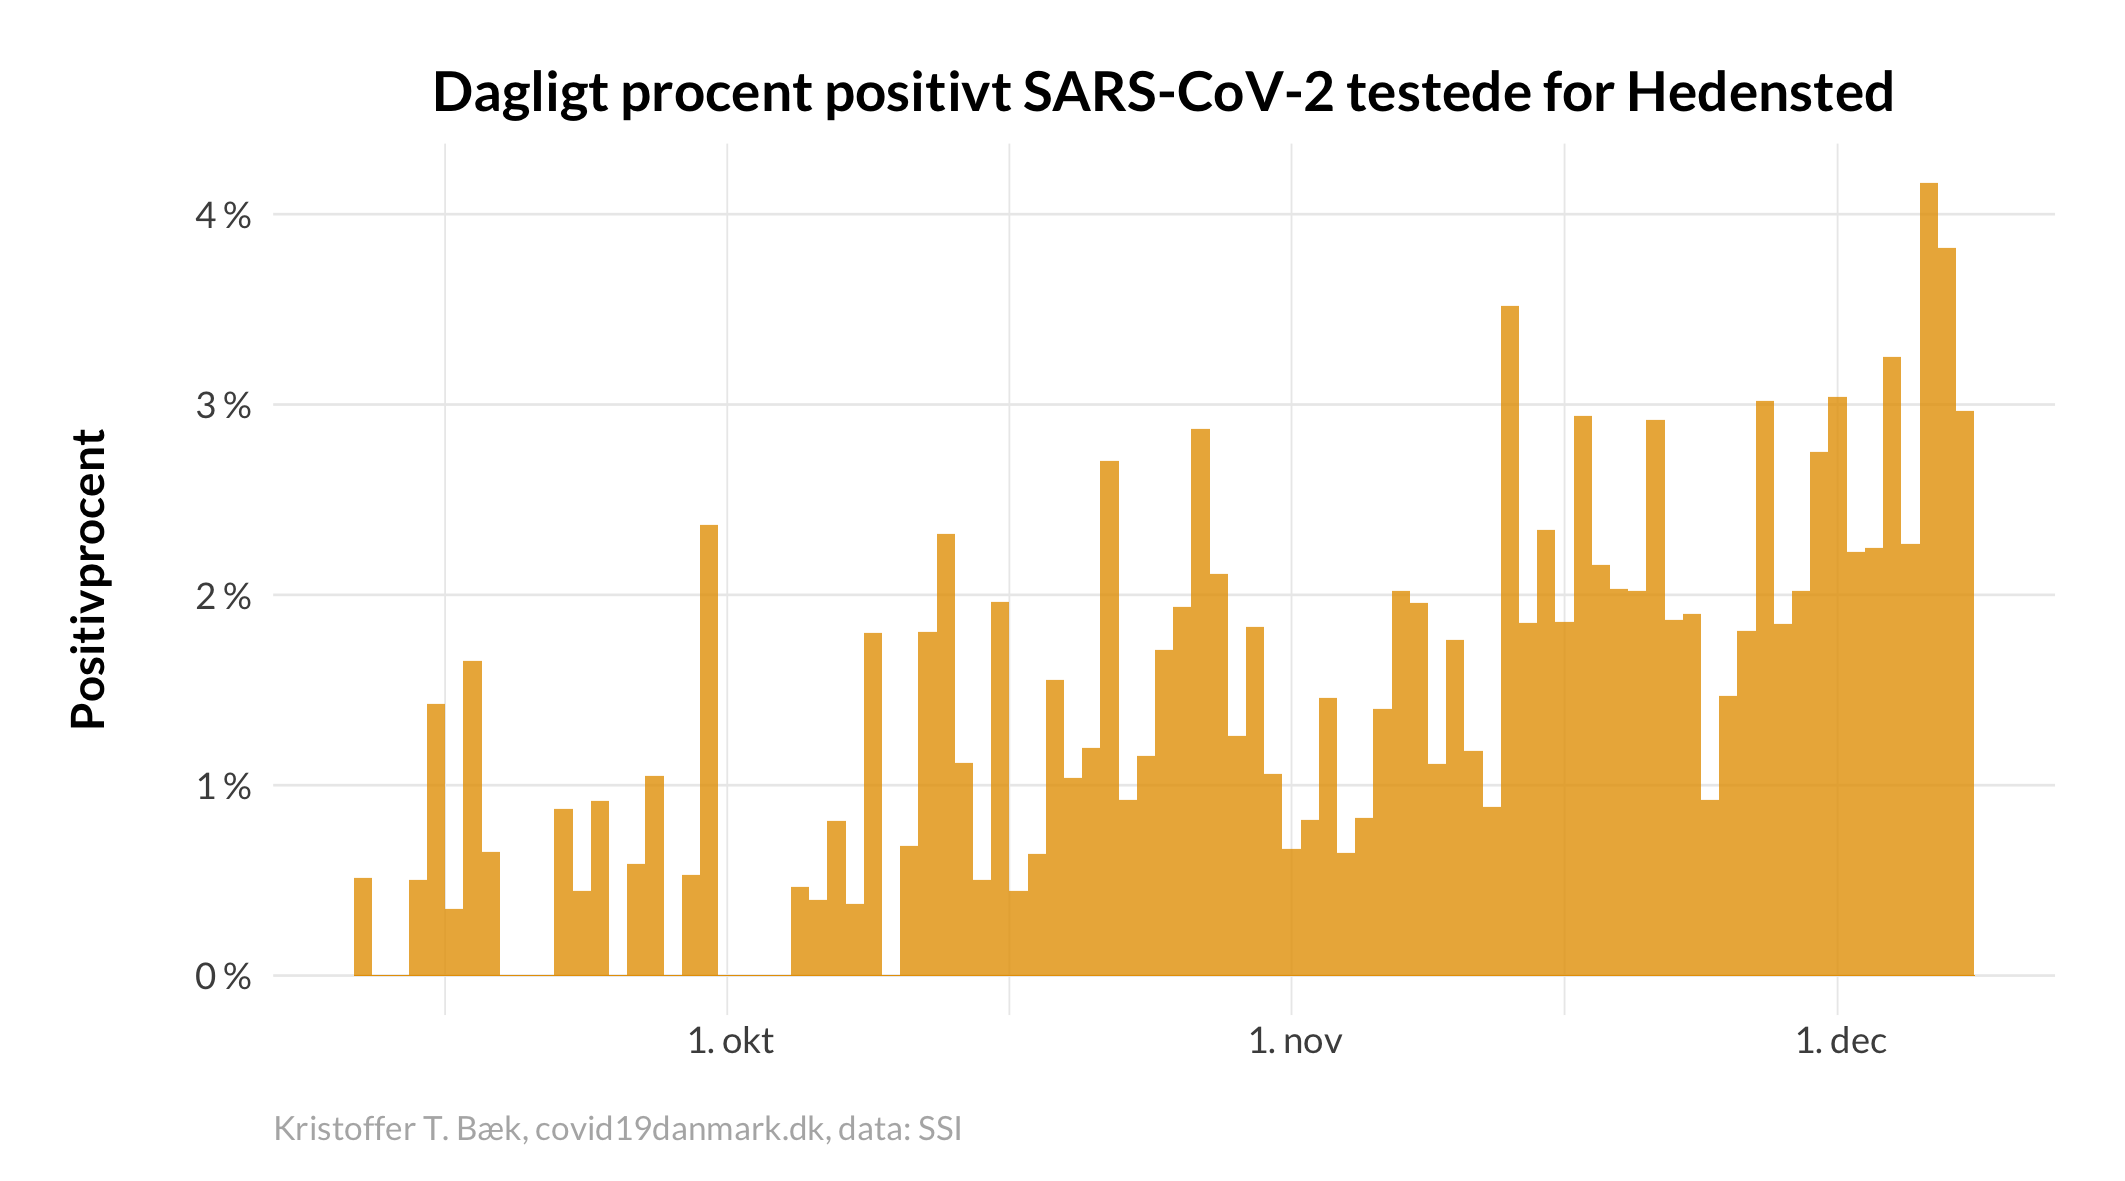 Dagligt procent positivt SARS-CoV-2 testede for Hedensted
Positivprocent
4 %
3 %
2 %
1 %
0 %
1. okt
1. nov
1. dec
Kristoffer T. Bæk, covid19danmark.dk, data: SSI